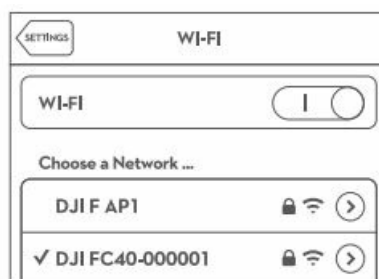 SETTINGS
WI-FI
WI-FI
Choose a Network ...
DJI F AP1
DJI FC40-000001